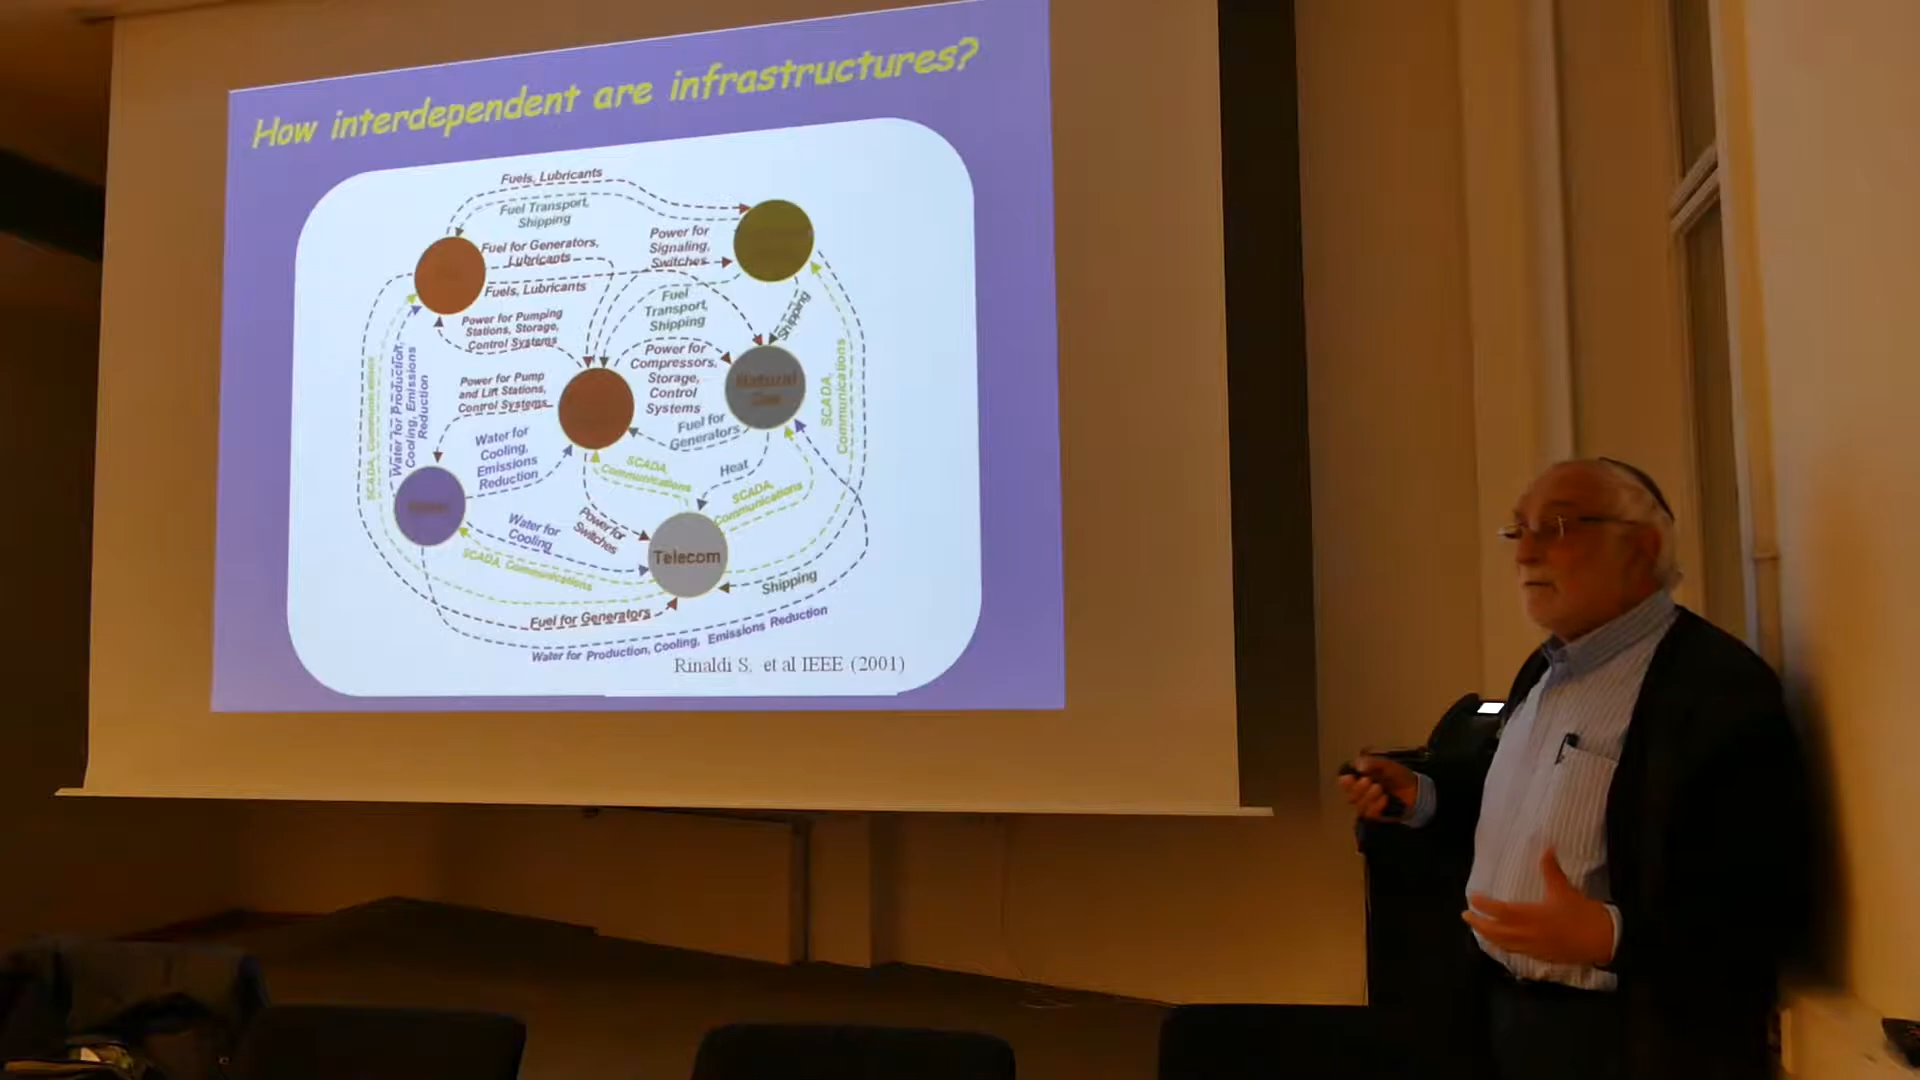 How interdependent are infrastructures?
Fuels, Lubricants
Fuel Transport,
Shipping
Fuel for Generators,
Lubricants
Power for
Signaling,
Switches
Fuels, Lubricants
Fuel
Transport,
Shipping
Shipping
Power for Pumping
Stations, Storage,
Control Systems
Power for
Compressors,
Storage,
Control
Systems
Natural
Gas
SCADA, Communications
Water for Production,
Cooling, Emissions
Reduction
Power for Pump
and Lift Stations,
Control Systems
SCADA,
Communications
Fuel for
Generators
Water for
Cooling,
Emissions
Reduction
SCADA,
Communications
Heat
SCADA,
Communications
Water
Water for
Cooling
Power for
Switches
Telecom
SCADA, Communications
Shipping
Fuel for Generators
Water for Production, Cooling, Emissions Reduction
Rinaldi S. et al IEEE (2001)